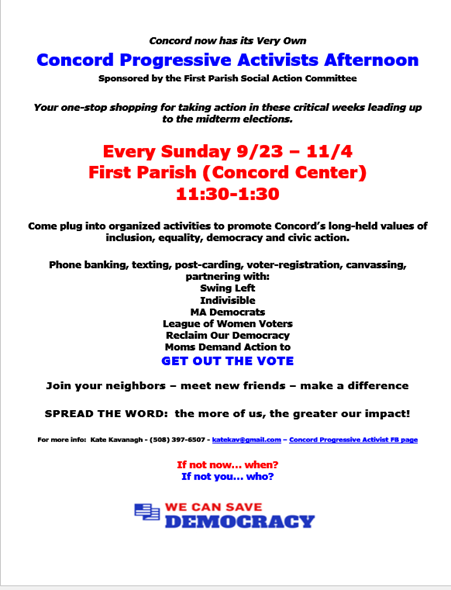 Concord now has its Very Own
Concord Progressive Activists Afternoon
Sponsored by the First Parish Social Action Committee
Your one-stop shopping for taking action in these critical weeks leading up
to the midterm elections.
Every Sunday 9/23 – 11/4
First Parish (Concord Center)
11:30-1:30
Come plug into organized activities to promote Concord's long-held values of
inclusion, equality, democracy and civic action.
Phone banking, texting, post-carding, voter-registration, canvassing,
partnering with:
Swing Left
Indivisible
MA Democrats
League of Women Voters
Reclaim Our Democracy
Moms Demand Action to
GET OUT THE VOTE
Join your neighbors – meet new friends – make a difference
SPREAD THE WORD: the more of us, the greater our impact!
For more info: Kate Kavanagh - (508) 397-6507 - katekav@gmail.com – Concord Progressive Activist FB page
If not now... when?
If not you... who?
WE CAN SAVE
DEMOCRACY